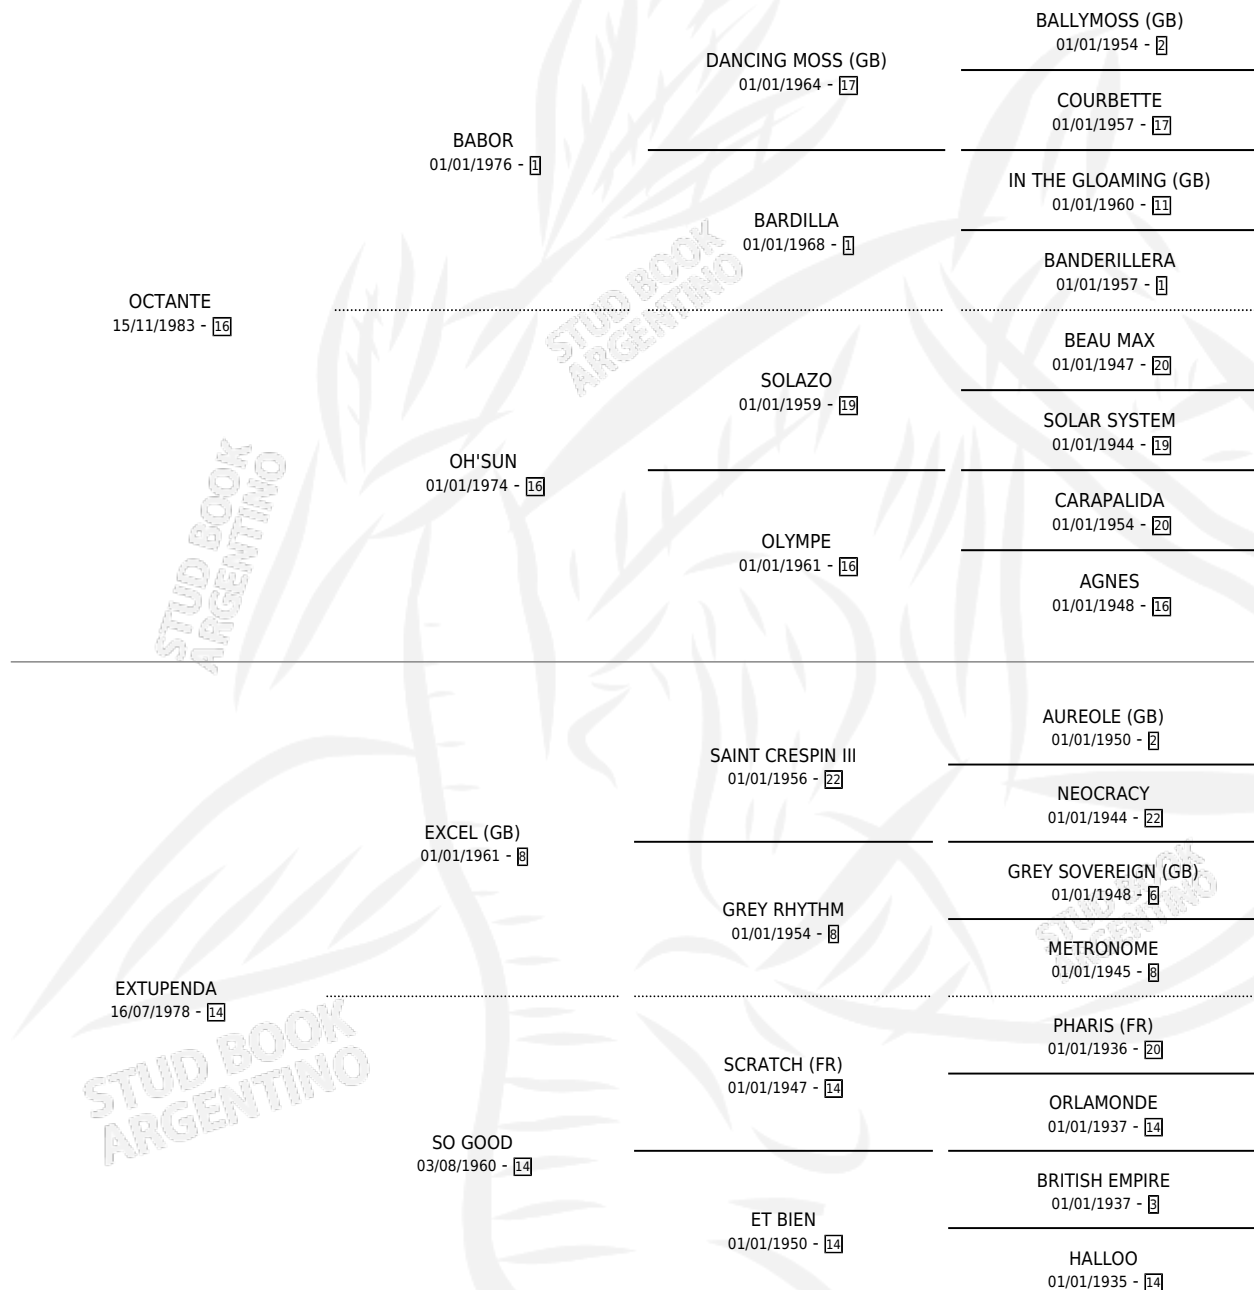 BALLYMOSS (GB)
01/01/1954 - 2
DANCING MOSS (GB)
01/01/1964 - 17
COURBETTE
01/01/1957 - 17
BABOR
01/01/1976 - 1
IN THE GLOAMING (GB)
01/01/1960 - 11
BARDILLA
01/01/1968 - 1
BANDERILLERA
01/01/1957 - 1
OCTANTE
15/11/1983 - 16
BEAU MAX
01/01/1947 - 20
SOLAZO
01/01/1959 - 19
SOLAR SYSTEM
01/01/1944 - 19
OH'SUN
01/01/1974 - 16
CARAPALIDA
01/01/1954 - 20
OLYMPE
01/01/1961 - 16
AGNES
01/01/1948 - 16
AUREOLE (GB)
01/01/1950 - 2
SAINT CRESPIN III
01/01/1956 - 22
NEOCRACY
01/01/1944 - 22
EXCEL (GB)
01/01/1961 - 8
GREY SOVEREIGN (GB)
01/01/1948 - 6
GREY RHYTHM
01/01/1954 - 8
METRONOME
01/01/1945 - 8
EXTUPENDA
16/07/1978 - 14
PHARIS (FR)
01/01/1936 - 20
SCRATCH (FR)
01/01/1947 - 14
ORLAMONDE
01/01/1937 - 14
SO GOOD
03/08/1960 - 14
BRITISH EMPIRE
01/01/1937 - 3
ET BIEN
01/01/1950 - 14
HALLOO
01/01/1935 - 14
STUD BOOK
ARGENTINO
STUD BOOK
ARGENTINO
STUD BOOK
ARGENTINO
STUD BOOK
ARGENTINO